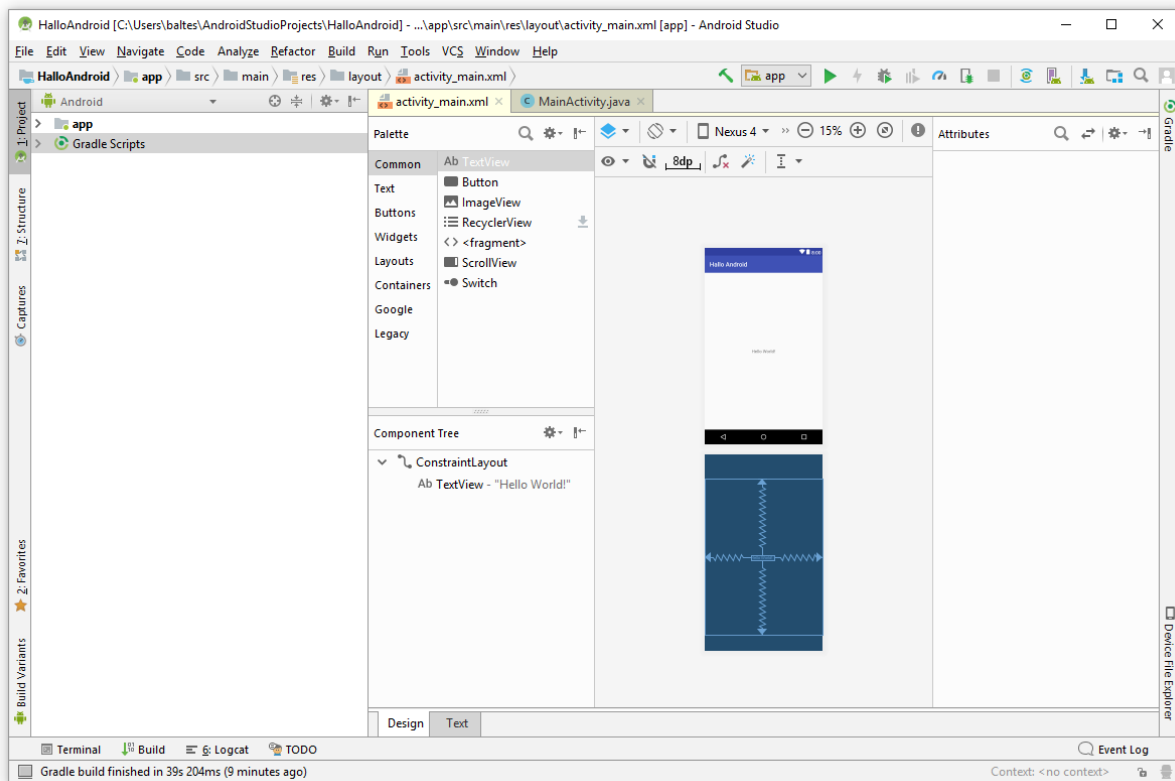 HalloAndroid [C:\Users\baltes\AndroidStudioProjects\HalloAndroid] - ...\app\src\main\res\layout\activity_main.xml [app] - Android Studio
File Edit View Navigate Code Analyze Refactor Build Run Tools VCS Window Help
HalloAndroid app src main res layout activity_main.xml app
1: Project
7: Structure
Captures
2: Favorites
Build Variants
Android
app
Gradle Scripts
activity_main.xml MainActivity.java
Palette
Common
Text
Buttons
Widgets
Layouts
Containers
Google
Legacy
Ab TextView
Button
ImageView
RecyclerView
<fragment>
ScrollView
Switch
Component Tree
ConstraintLayout
Ab TextView - "Hello World!"
Nexus 4 15%
8dp
Hallo Android
Hello World!
Design Text
Attributes
Gradle
Device File Explorer
Terminal Build 6: Logcat TODO Event Log
Gradle build finished in 39s 204ms (9 minutes ago) Context: <no context>